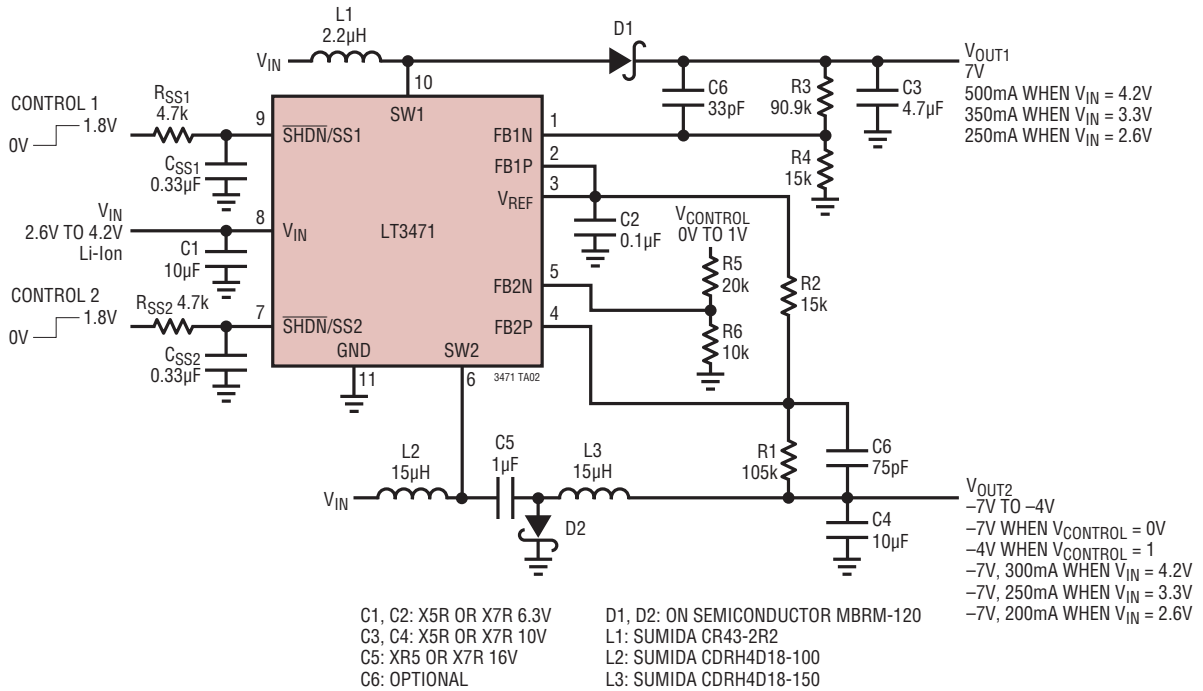 L1
2.2µH
VIN
D1
VOUT1
7V
500mA WHEN VIN = 4.2V
350mA WHEN VIN = 3.3V
250mA WHEN VIN = 2.6V
C6
33pF
R3
90.9k
C3
4.7µF
R4
15k
CONTROL 1
1.8V
0V
RSS1
4.7k
CSS1
0.33µF
VIN
2.6V TO 4.2V
Li-Ion
C1
10µF
CONTROL 2
1.8V
0V
RSS2 4.7k
CSS2
0.33µF
10
SW1
9
SHDN/SS1
8
VIN
7
SHDN/SS2
LT3471
1
FB1N
2
FB1P
3
VREF
5
FB2N
4
FB2P
GND
11
SW2
6
3471 TA02
C2
0.1µF
VCONTROL
0V TO 1V
R5
20k
R6
10k
R2
15k
R1
105k
C6
75pF
L2
15µH
VIN
C5
1µF
L3
15µH
D2
C4
10µF
VOUT2
–7V TO –4V
–7V WHEN VCONTROL = 0V
–4V WHEN VCONTROL = 1
–7V, 300mA WHEN VIN = 4.2V
–7V, 250mA WHEN VIN = 3.3V
–7V, 200mA WHEN VIN = 2.6V
C1, C2: X5R OR X7R 6.3V
C3, C4: X5R OR X7R 10V
C5: XR5 OR X7R 16V
C6: OPTIONAL
D1, D2: ON SEMICONDUCTOR MBRM-120
L1: SUMIDA CR43-2R2
L2: SUMIDA CDRH4D18-100
L3: SUMIDA CDRH4D18-150